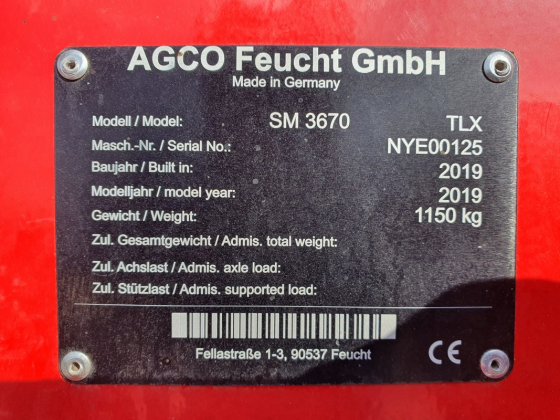 AGCO Feucht GmbH
Made in Germany
Modell / Model: SM 3670 TLX
Masch.-Nr. / Serial No.: NYE00125
Baujahr / Built in: 2019
Modelljahr / model year: 2019
Gewicht / Weight: 1150 kg
Zul. Gesamtgewicht / Admis. total weight:
Zul. Achslast / Admis. axle load:
Zul. Stützlast / Admis. supported load:
Fellastraße 1-3, 90537 Feucht
CE